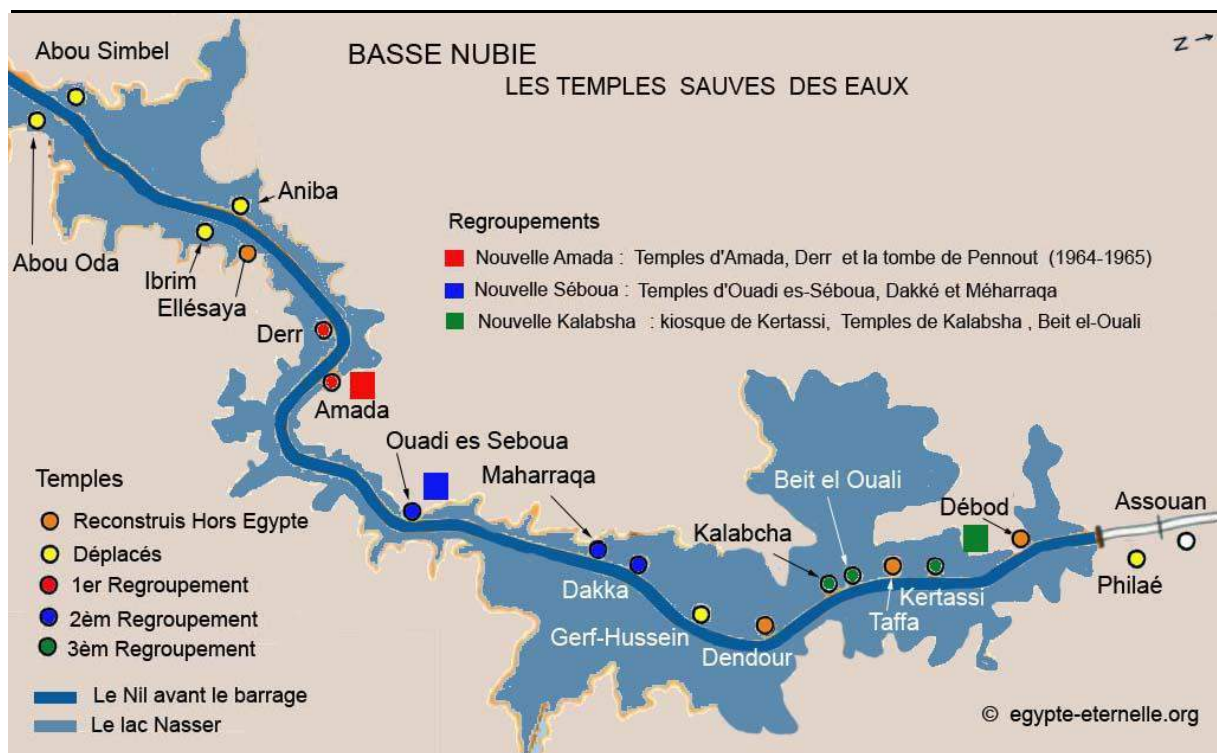 BASSE NUBIE
LES TEMPLES SAUVES DES EAUX
N
Abou Simbel
Aniba
Abou Oda
Ibrim
Ellésaya
Derr
Amada
Regroupements
Nouvelle Amada : Temples d'Amada, Derr et la tombe de Pennout (1964-1965)
Nouvelle Séboua : Temples d'Ouadi es-Séboua, Dakké et Méharraqa
Nouvelle Kalabsha : kiosque de Kertassi, Temples de Kalabsha , Beit el-Ouali
Ouadi es Seboua
Maharraqa
Beit el Ouali
Kalabcha
Débod
Assouan
Philaé
Dakka
Gerf-Hussein
Dendour
Taffa
Kertassi
Temples
Reconstruis Hors Egypte
Déplacés
1er Regroupement
2èm Regroupement
3èm Regroupement
Le Nil avant le barrage
Le lac Nasser
© egypte-eternelle.org